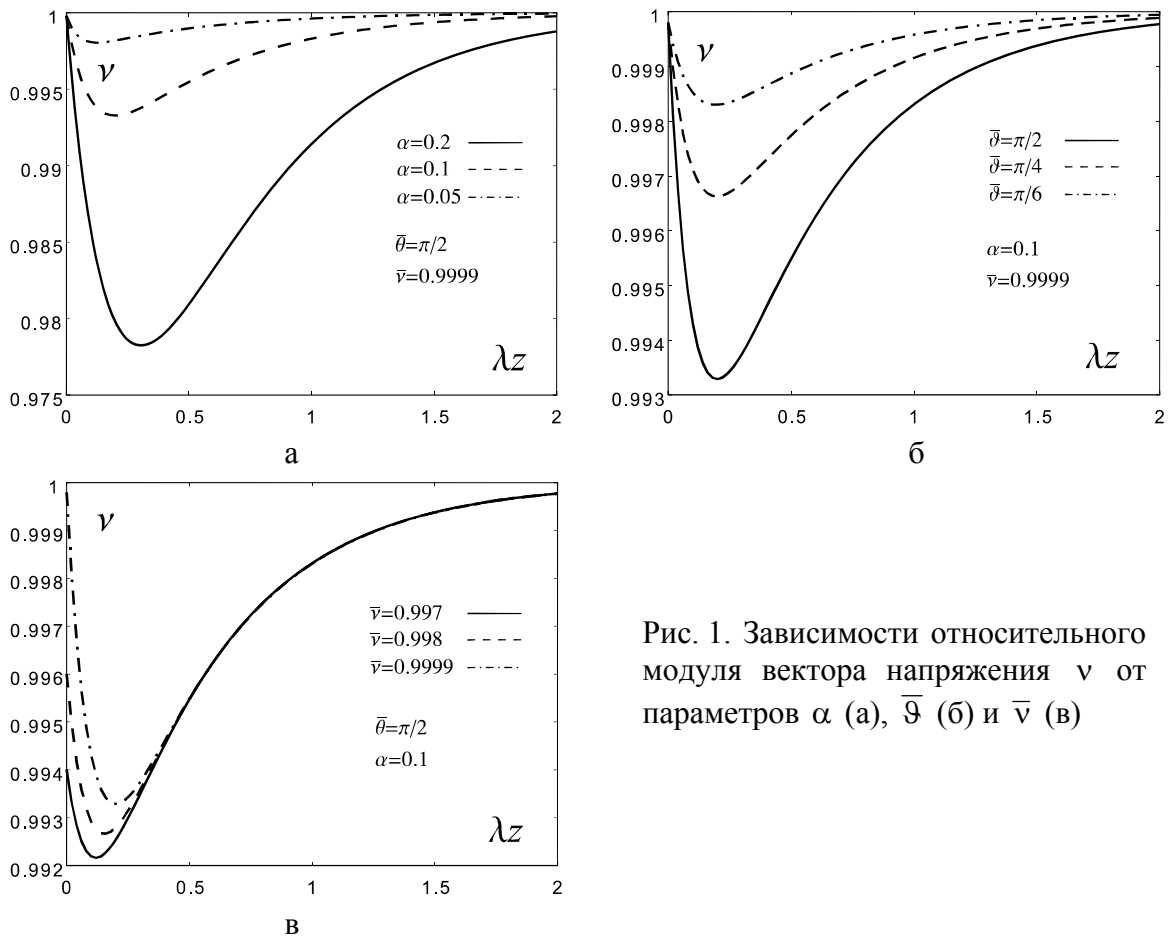 1
0.995
0.99
0.985
0.98
0.975
0
0.5
1
1.5
2
ν
α=0.2
α=0.1
α=0.05
θ̅=π/2
ν̅=0.9999
λz
а
1
0.999
0.998
0.997
0.996
0.995
0.994
0.993
0
0.5
1
1.5
2
ν
ϑ̅=π/2
ϑ̅=π/4
ϑ̅=π/6
α=0.1
ν̅=0.9999
λz
б
1
0.999
0.998
0.997
0.996
0.995
0.994
0.993
0.992
0
0.5
1
1.5
2
ν
ν̅=0.997
ν̅=0.998
ν̅=0.9999
θ̅=π/2
α=0.1
λz
в
Рис. 1. Зависимости относительного
модуля вектора напряжения ν от
параметров α (а), ϑ̅ (б) и ν̅ (в)